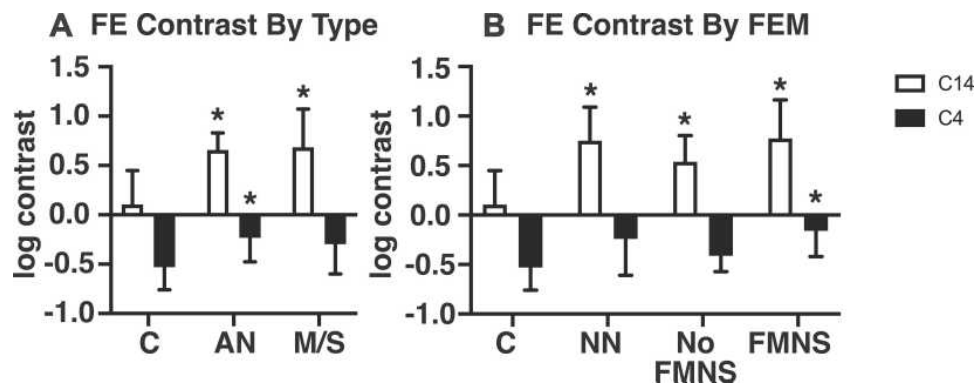 A FE Contrast By Type
B FE Contrast By FEM
log contrast
1.5
1.0
0.5
0.0
-0.5
-1.0
*
*
*
C
AN
M/S
log contrast
1.5
1.0
0.5
0.0
-0.5
-1.0
*
*
*
*
C
NN
No
FMNS
FMNS
C14
C4